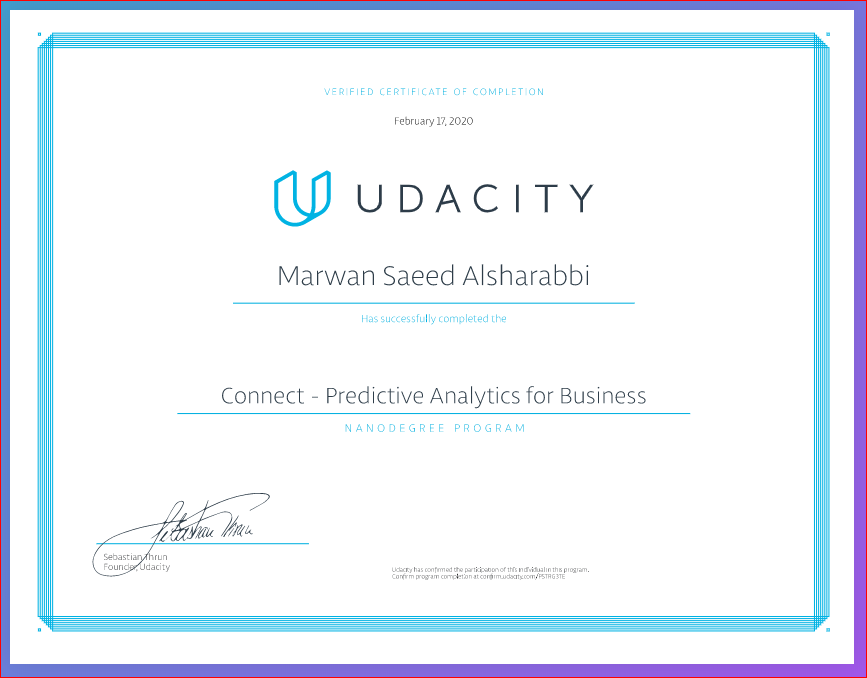 VERIFIED CERTIFICATE OF COMPLETION
February 17, 2020
UDACITY
Marwan Saeed Alsharabbi
Has successfully completed the
Connect - Predictive Analytics for Business
NANODEGREE PROGRAM
Sebastian Thrun
Sebastian Thrun
Founder, Udacity
Udacity has confirmed the participation of this individual in this program.
Confirm program completion at confirm.udacity.com/P5TRG3TE